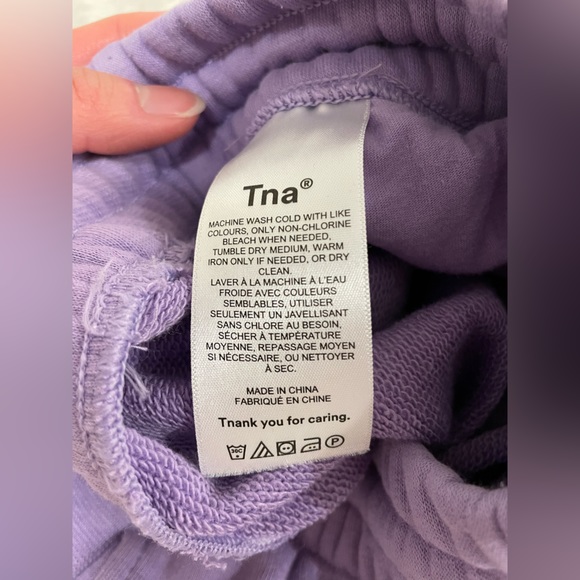 Tna®
MACHINE WASH COLD WITH LIKE
COLOURS, ONLY NON-CHLORINE
BLEACH WHEN NEEDED,
TUMBLE DRY MEDIUM, WARM
IRON ONLY IF NEEDED, OR DRY
CLEAN.
LAVER À LA MACHINE À L'EAU
FROIDE AVEC COULEURS
SEMBLABLES, UTILISER
SEULEMENT UN JAVELLISANT
SANS CHLORE AU BESOIN,
SÉCHER À TEMPÉRATURE
MOYENNE, REPASSAGE MOYEN
SI NÉCESSAIRE, OU NETTOYER
À SEC.
MADE IN CHINA
FABRIQUÉ EN CHINE
Tnank you for caring.
30C P